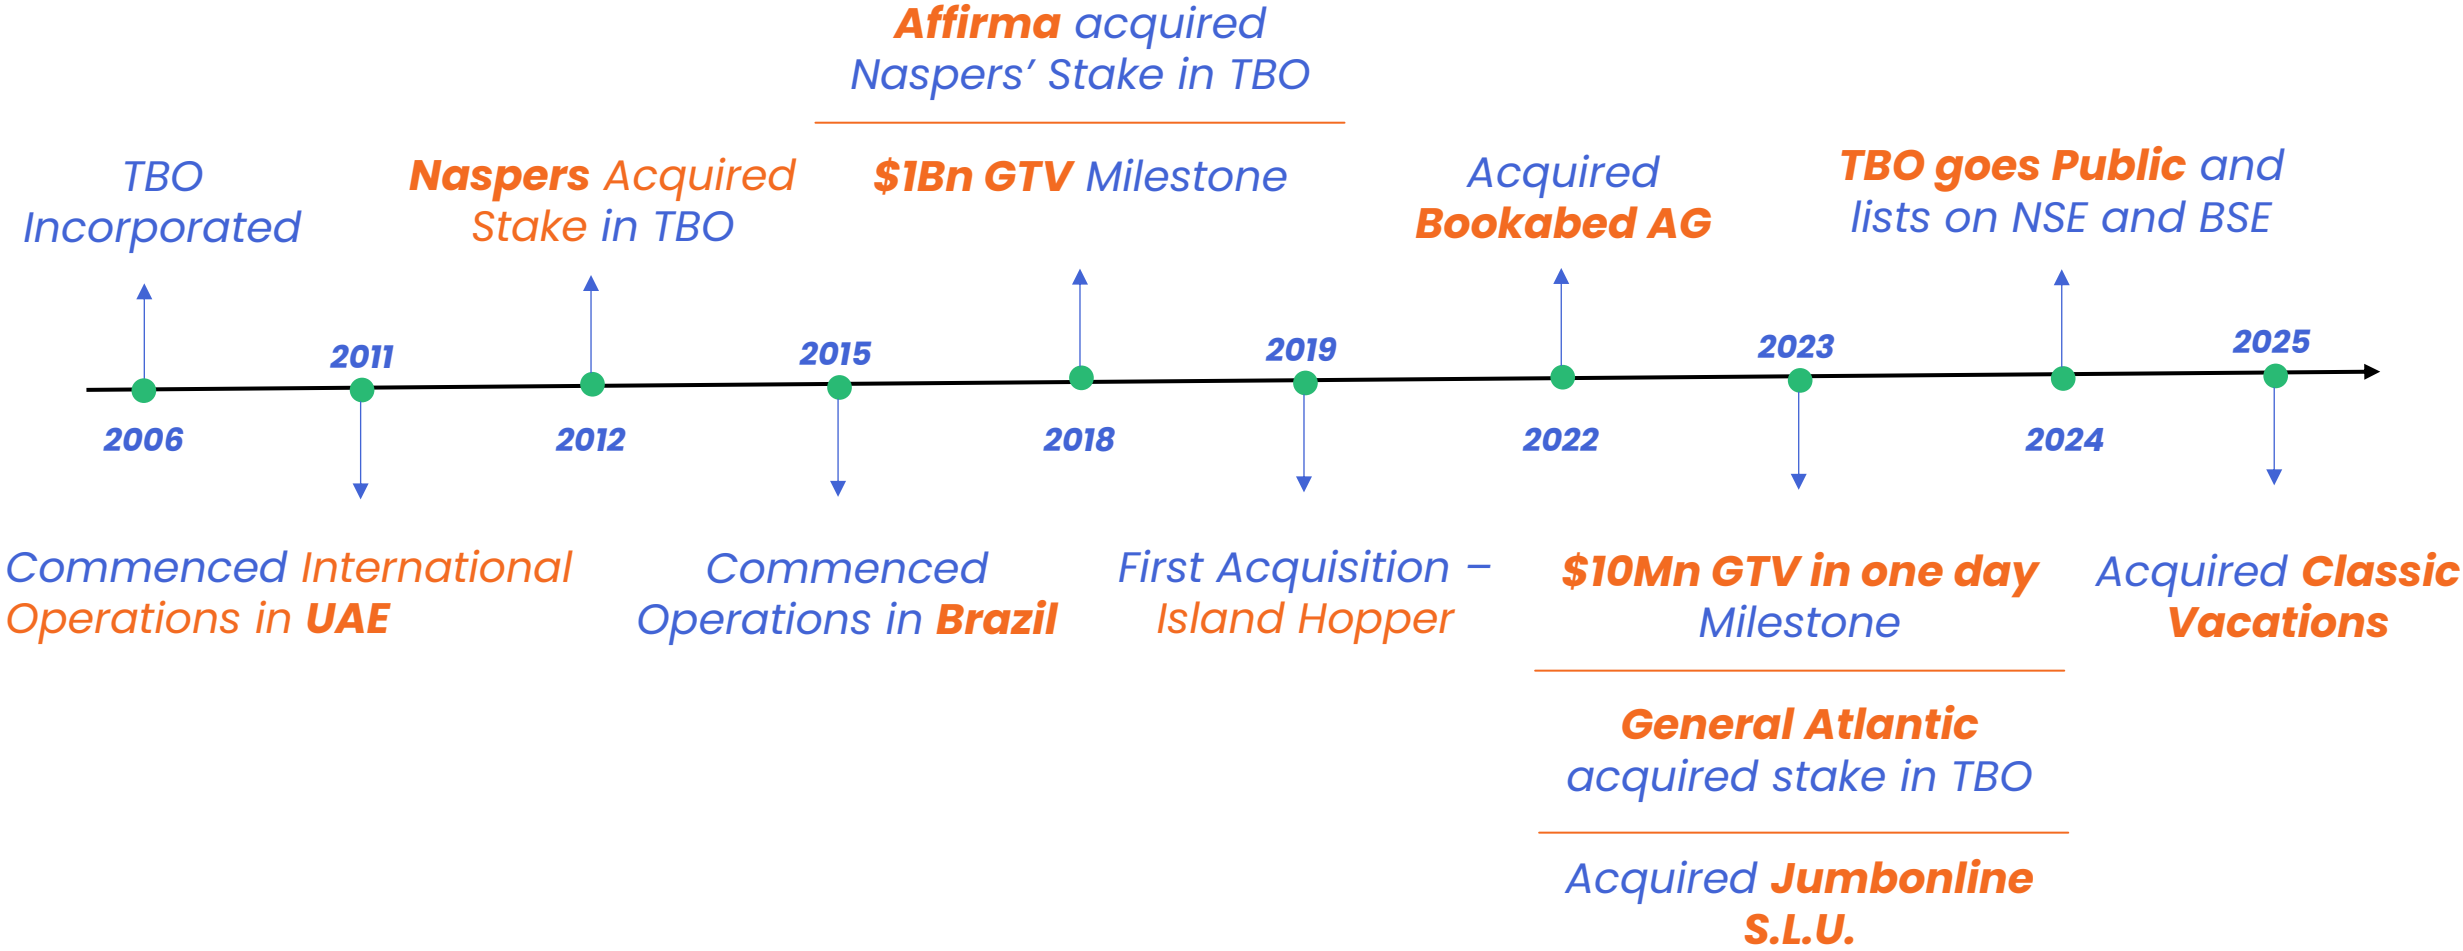 Affirma acquired
Naspers’ Stake in TBO
TBO
Incorporated
Naspers Acquired
Stake in TBO
$1Bn GTV Milestone
Acquired
Bookabed AG
TBO goes Public and
lists on NSE and BSE
2011
2015
2019
2023
2025
2006
2012
2018
2022
2024
Commenced International
Operations in UAE
Commenced
Operations in Brazil
First Acquisition –
Island Hopper
$10Mn GTV in one day
Milestone
General Atlantic
acquired stake in TBO
Acquired Jumbonline
S.L.U.
Acquired Classic
Vacations